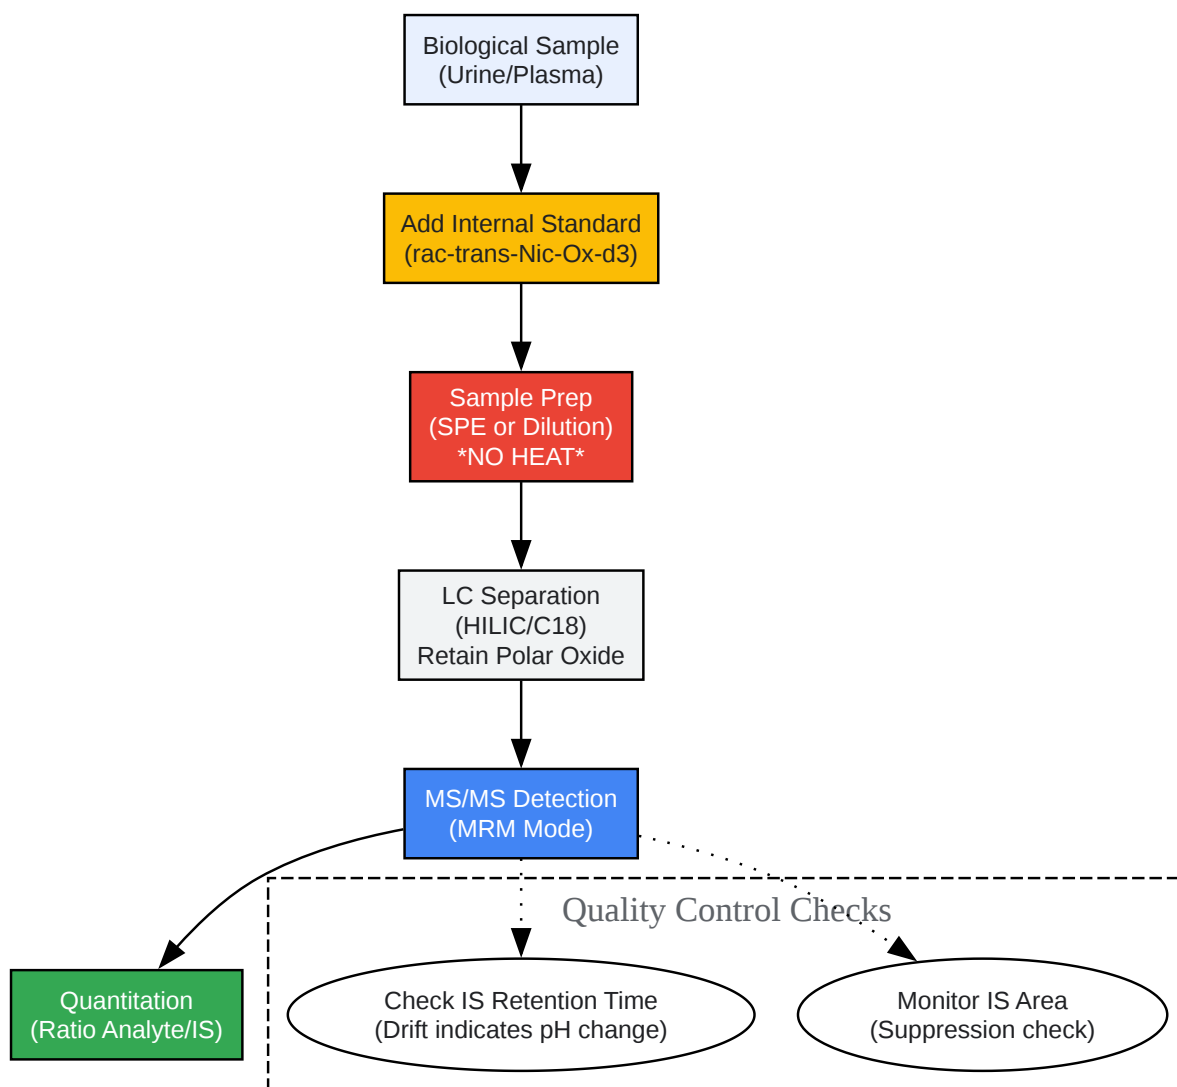 Biological Sample
(Urine/Plasma)
Add Internal Standard
(rac-trans-Nic-Ox-d3)
Sample Prep
(SPE or Dilution)
*NO HEAT*
LC Separation
(HILIC/C18)
Retain Polar Oxide
MS/MS Detection
(MRM Mode)
Quality Control Checks
Quantitation
(Ratio Analyte/IS)
Check IS Retention Time
(Drift indicates pH change)
Monitor IS Area
(Suppression check)